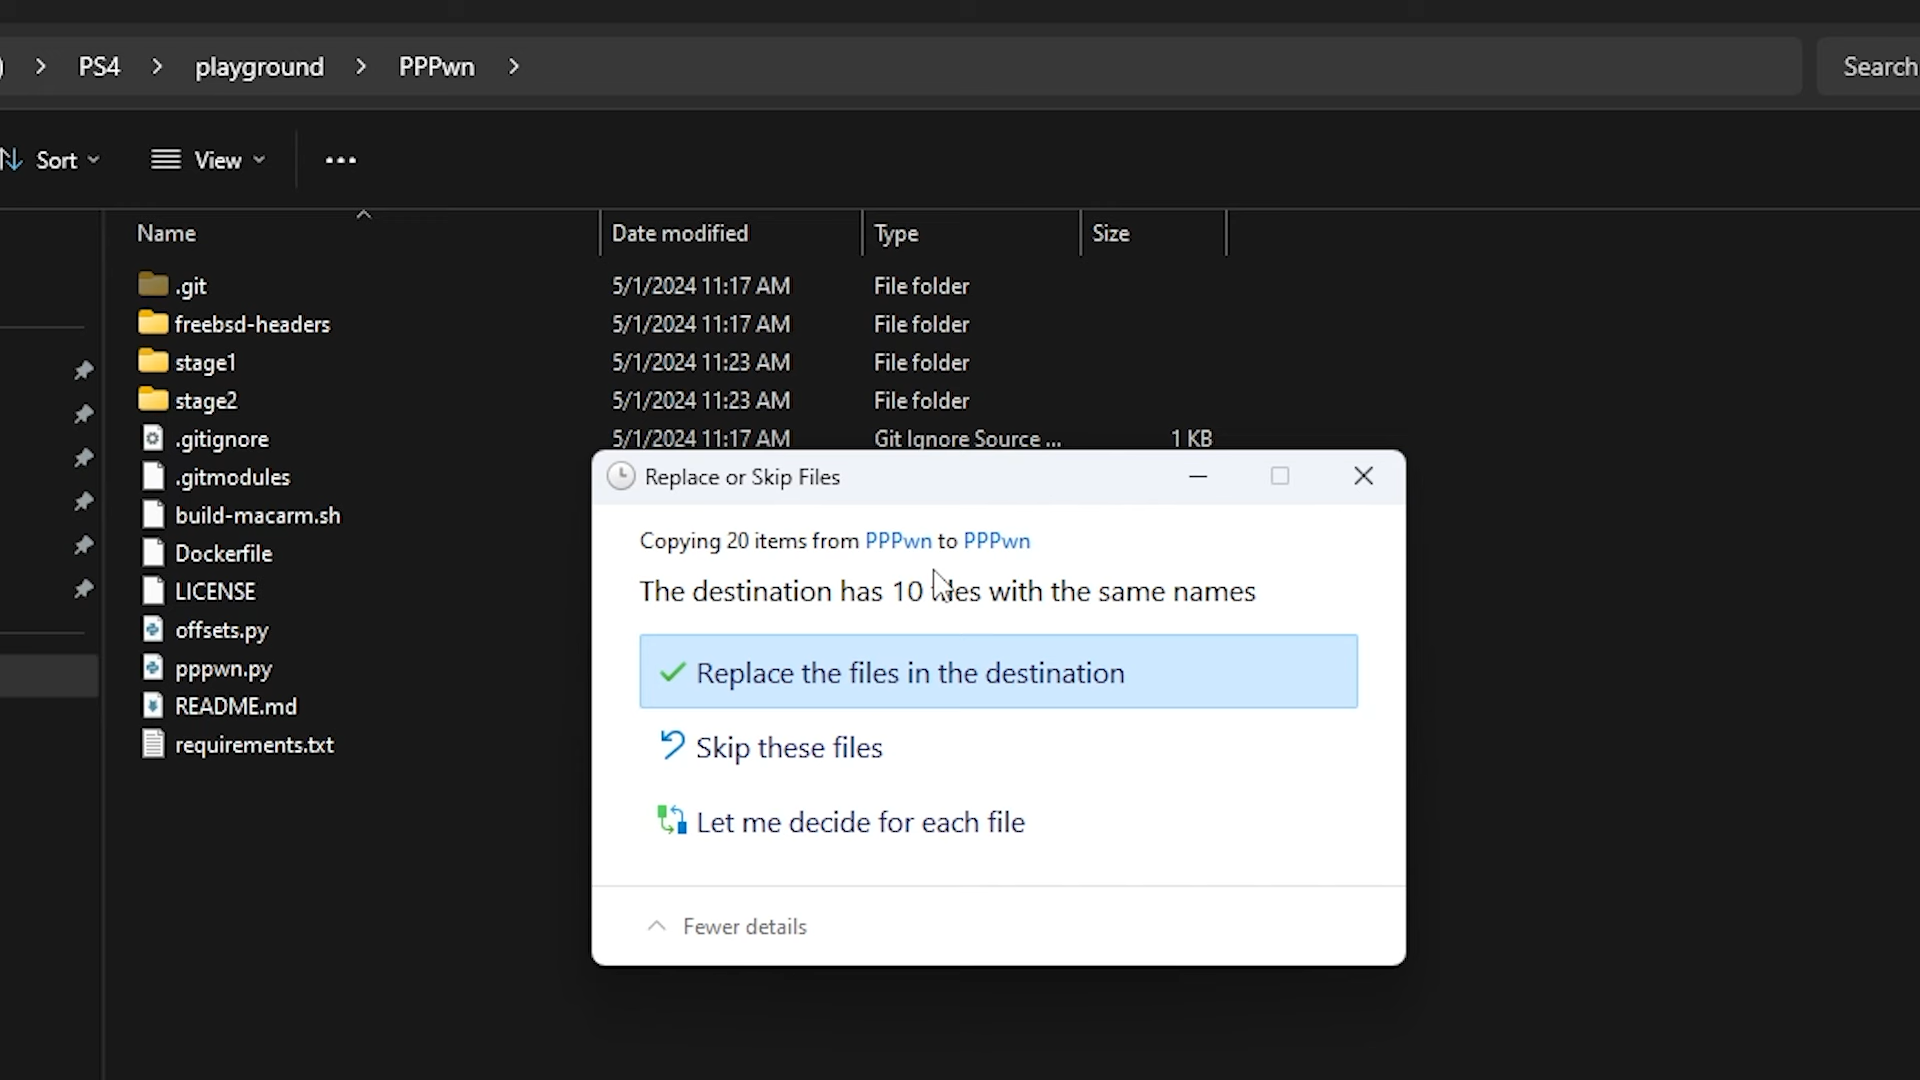 PS4 > playground > PPPwn >
Search
Sort
View
Name
Date modified
Type
Size
.git
5/1/2024 11:17 AM
File folder
freebsd-headers
5/1/2024 11:17 AM
File folder
stage1
5/1/2024 11:23 AM
File folder
stage2
5/1/2024 11:23 AM
File folder
.gitignore
5/1/2024 11:17 AM
Git Ignore Source ...
1 KB
.gitmodules
build-macarm.sh
Dockerfile
LICENSE
offsets.py
pppwn.py
README.md
requirements.txt
Replace or Skip Files
Copying 20 items from PPPwn to PPPwn
The destination has 10 files with the same names
Replace the files in the destination
Skip these files
Let me decide for each file
Fewer details